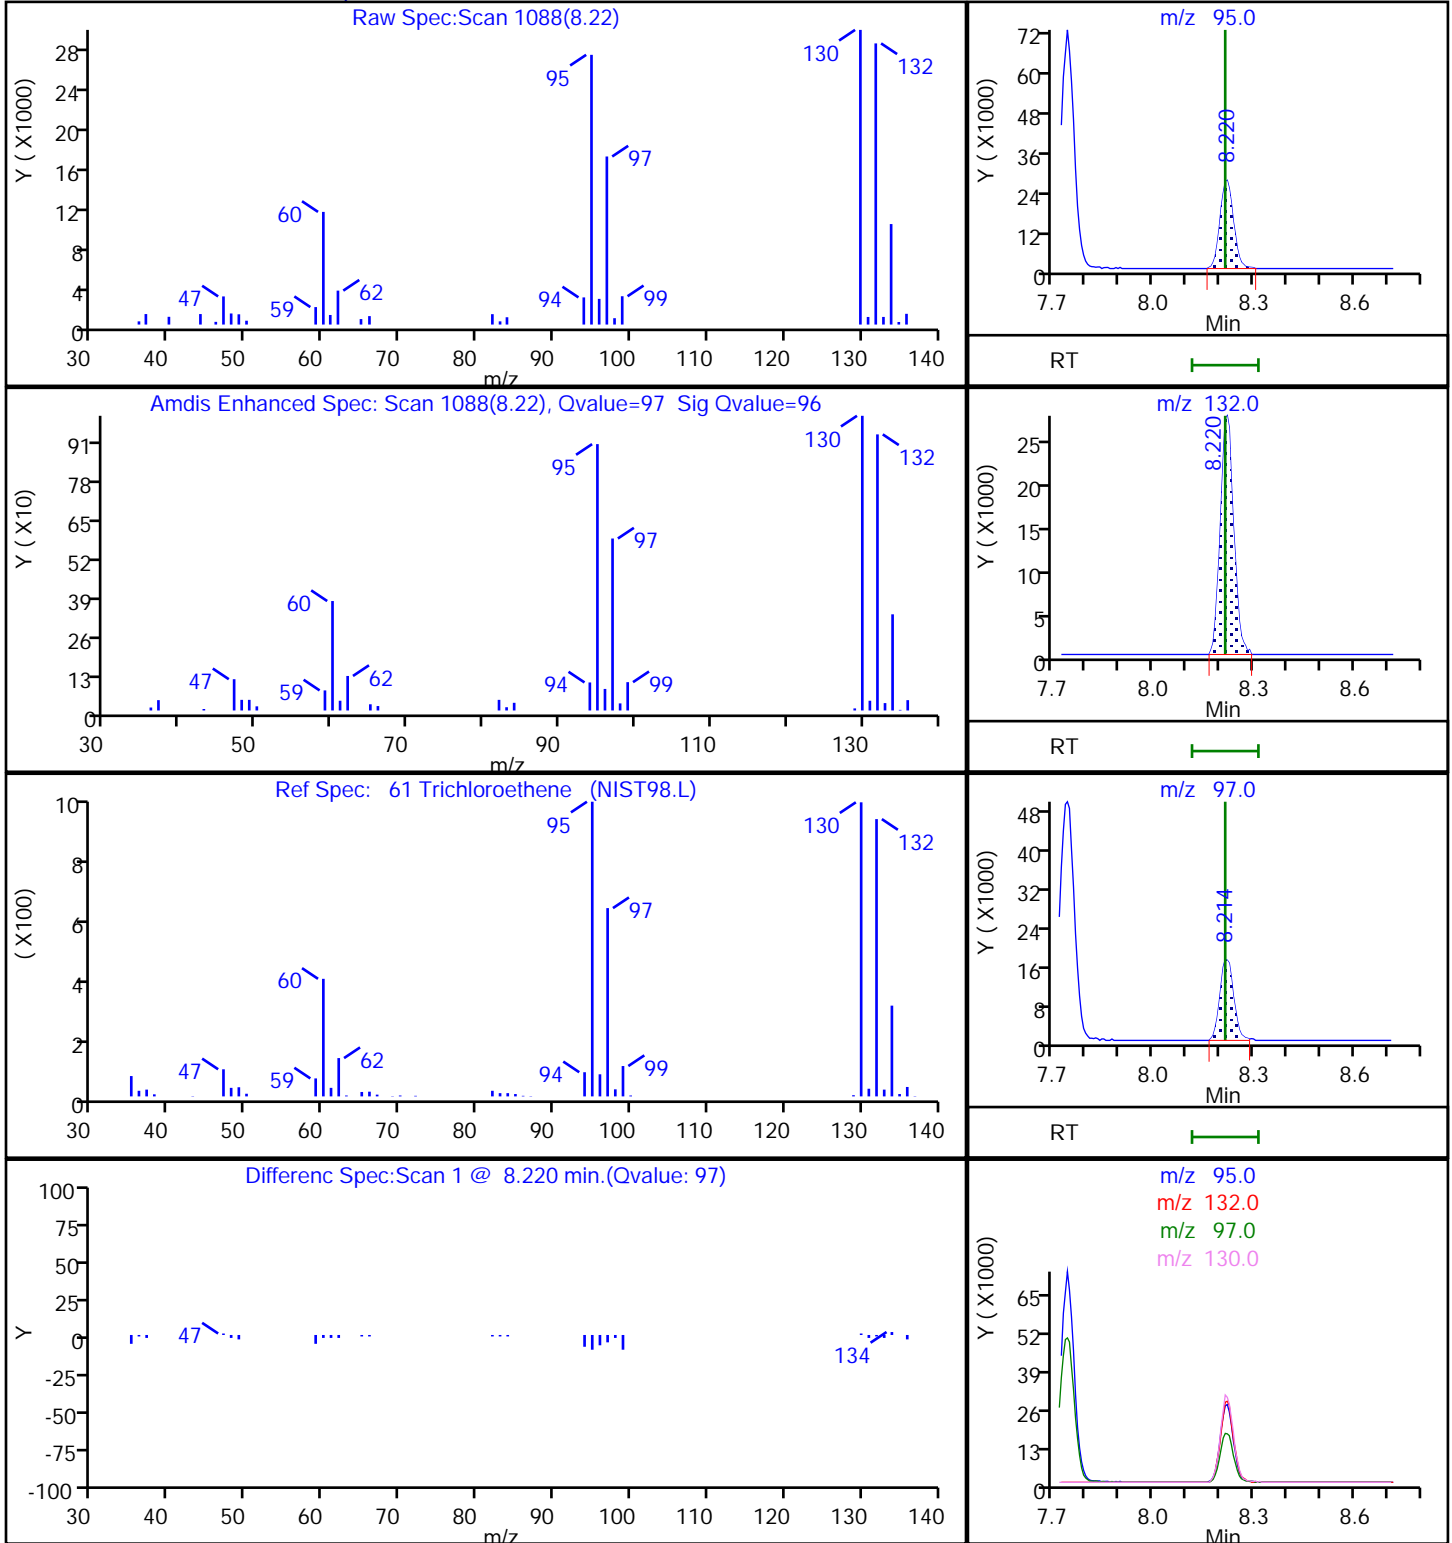 Raw Spec:Scan 1088(8.22)
Y ( X1000)
28
24
20
16
12
8
4
0
130
132
95
97
60
47
59
62
94
99
30 40 50 60 70 80 90 100 110 120 130 140
m/z
m/z 95.0
Y ( X1000)
72
60
48
36
24
12
0
8.220
7.7 8.0 8.3 8.6
Min
RT
Amdis Enhanced Spec: Scan 1088(8.22), Qvalue=97 Sig Qvalue=96
Y ( X10)
91
78
65
52
39
26
13
0
130
132
95
97
60
47
59
62
94
99
30 50 70 90 110 130
m/z
m/z 132.0
Y ( X1000)
25
20
15
10
5
0
8.220
7.7 8.0 8.3 8.6
Min
RT
Ref Spec: 61 Trichloroethene (NIST98.L)
( X100)
10
8
6
4
2
0
95
130
132
97
60
47
59
62
94
99
30 40 50 60 70 80 90 100 110 120 130 140
m/z 97.0
Y ( X1000)
48
40
32
24
16
8
0
8.214
7.7 8.0 8.3 8.6
Min
RT
Differenc Spec:Scan 1 @ 8.220 min.(Qvalue: 97)
Y
100
75
50
25
0
-25
-50
-75
-100
47
134
30 40 50 60 70 80 90 100 110 120 130 140
m/z
m/z 95.0
m/z 132.0
m/z 97.0
m/z 130.0
Y ( X1000)
65
52
39
26
13
0
7.7 8.0 8.3 8.6
Min